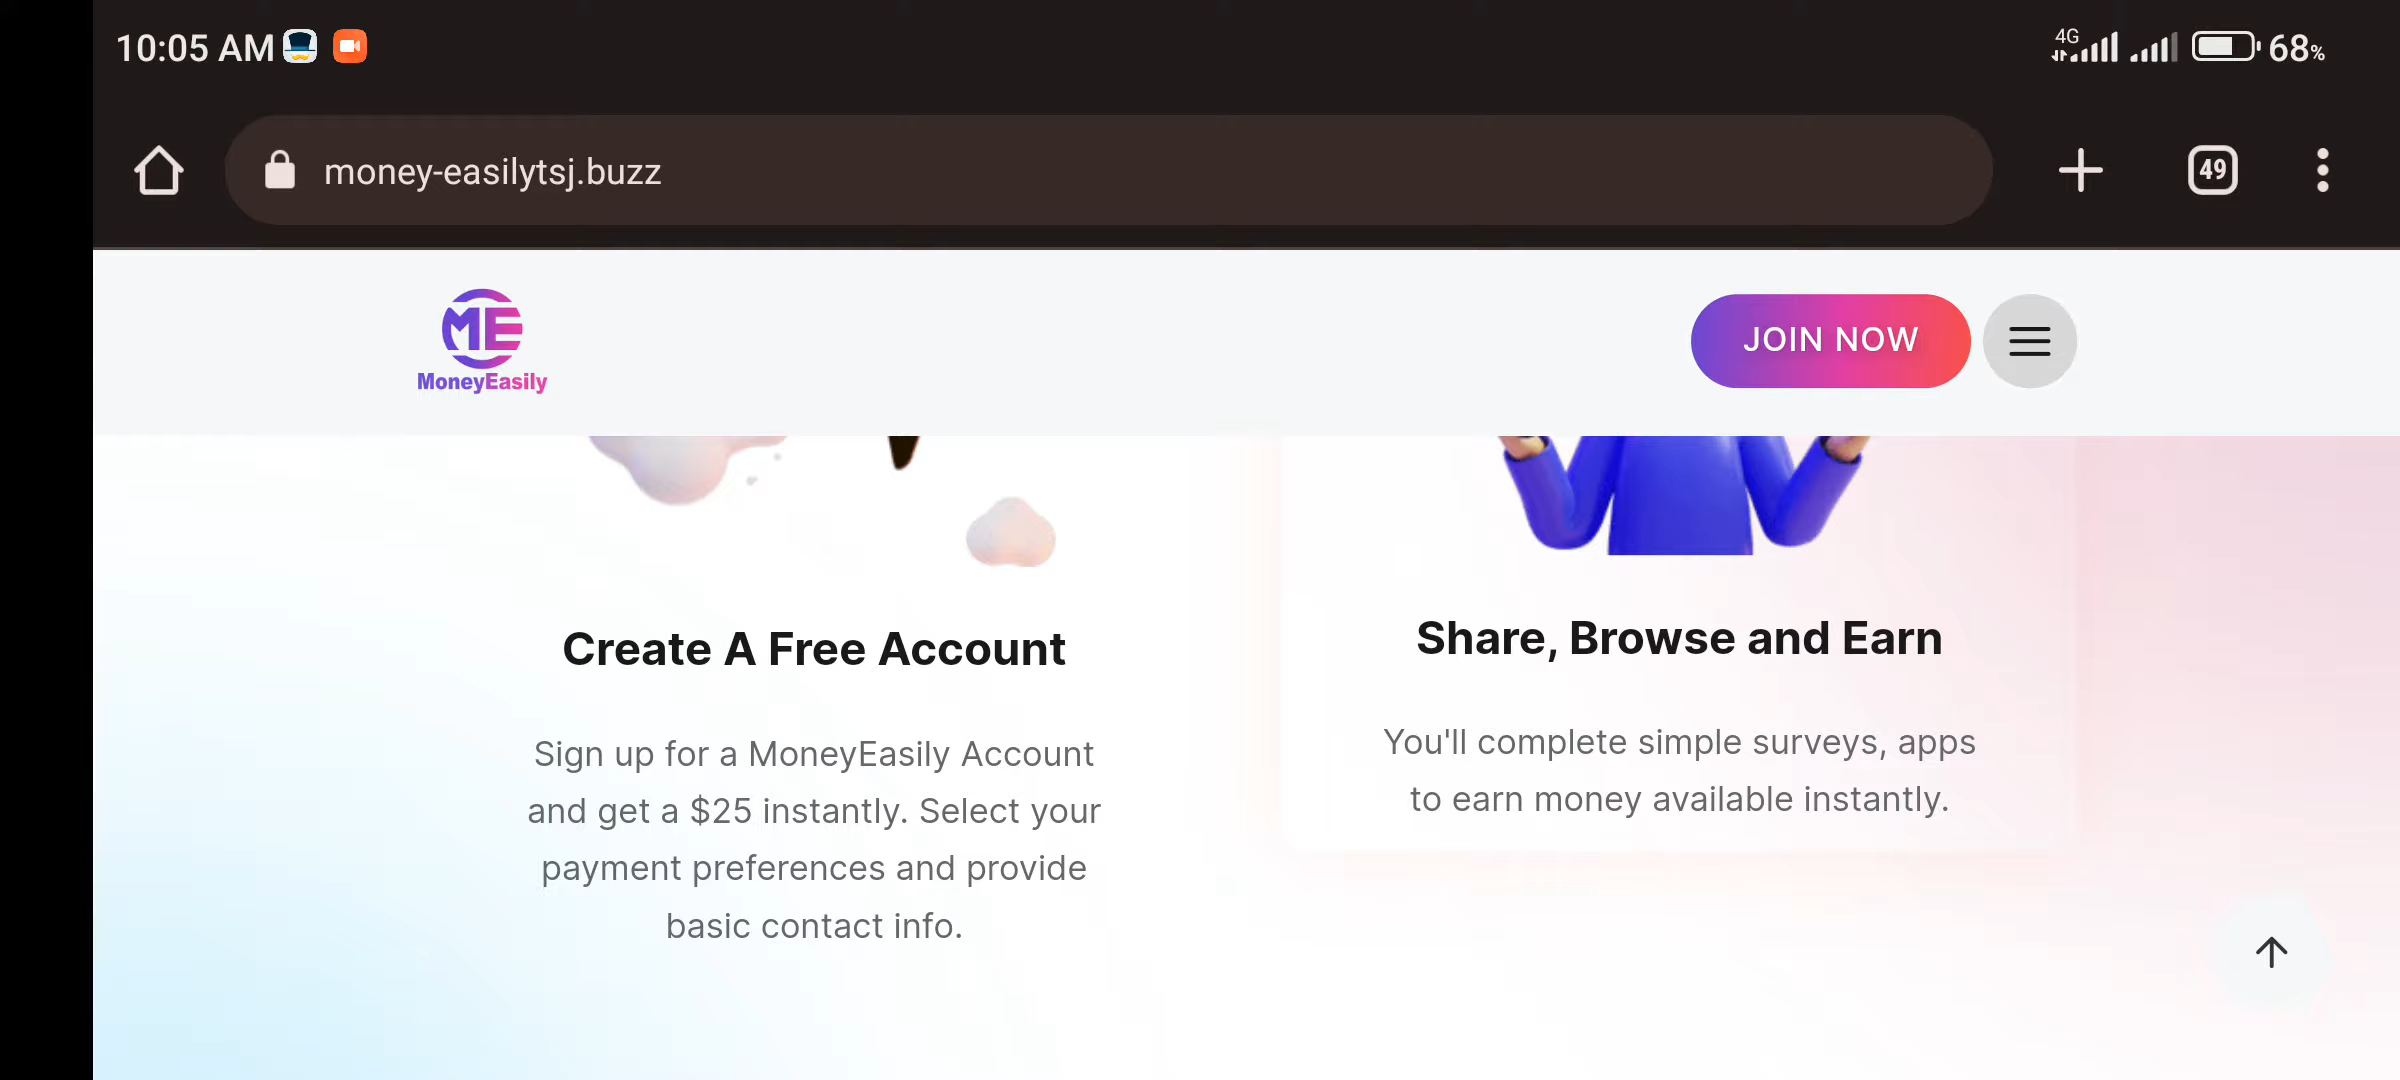 10:05 AM
4G
68%
money-easilytsj.buzz
49
ME
MoneyEasily
JOIN NOW
Create A Free Account
Sign up for a MoneyEasily Account
and get a $25 instantly. Select your
payment preferences and provide
basic contact info.
Share, Browse and Earn
You'll complete simple surveys, apps
to earn money available instantly.